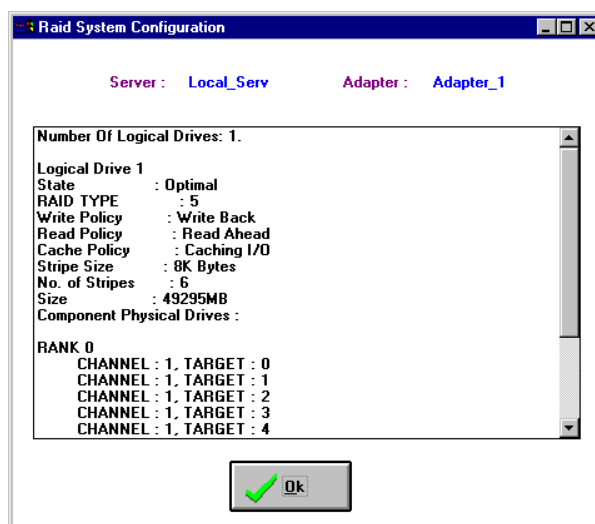 Raid System Configuration
Server : Local_Serv Adapter : Adapter_1
Number Of Logical Drives: 1.
Logical Drive 1
State : Optimal
RAID TYPE : 5
Write Policy : Write Back
Read Policy : Read Ahead
Cache Policy : Caching I/O
Stripe Size : 8K Bytes
No. of Stripes : 6
Size : 49295MB
Component Physical Drives :
RANK 0
CHANNEL : 1, TARGET : 0
CHANNEL : 1, TARGET : 1
CHANNEL : 1, TARGET : 2
CHANNEL : 1, TARGET : 3
CHANNEL : 1, TARGET : 4
Ok